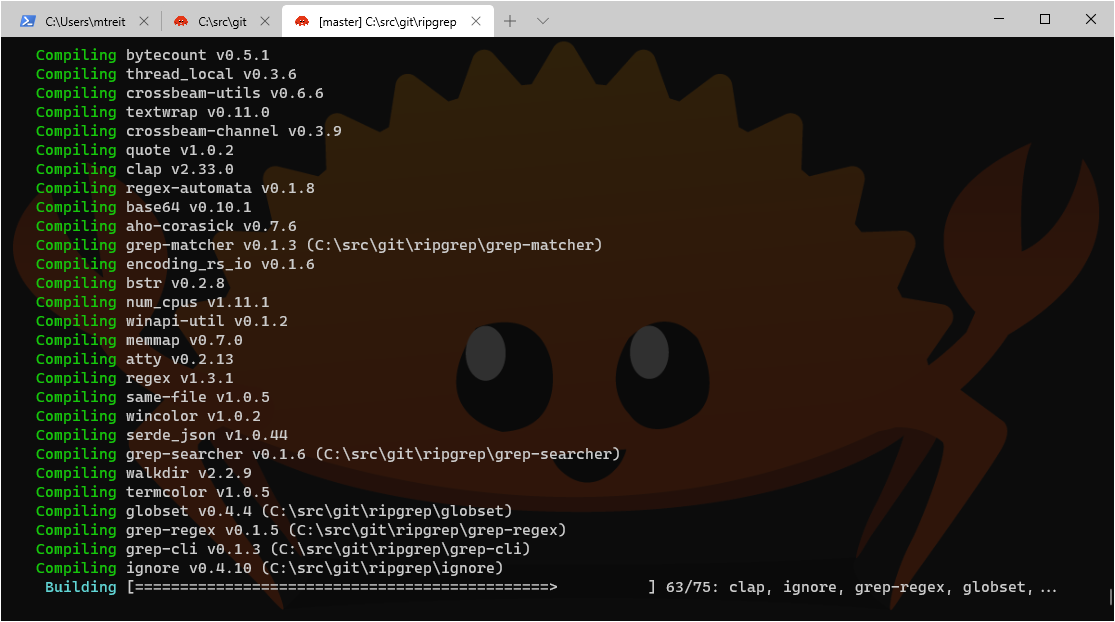 C:\Users\mtreit
C:\src\git
[master] C:\src\git\ripgrep
Compiling bytecount v0.5.1
Compiling thread_local v0.3.6
Compiling crossbeam-utils v0.6.6
Compiling textwrap v0.11.0
Compiling crossbeam-channel v0.3.9
Compiling quote v1.0.2
Compiling clap v2.33.0
Compiling regex-automata v0.1.8
Compiling base64 v0.10.1
Compiling aho-corasick v0.7.6
Compiling grep-matcher v0.1.3 (C:\src\git\ripgrep\grep-matcher)
Compiling encoding_rs_io v0.1.6
Compiling bstr v0.2.8
Compiling num_cpus v1.11.1
Compiling winapi-util v0.1.2
Compiling memmap v0.7.0
Compiling atty v0.2.13
Compiling regex v1.3.1
Compiling same-file v1.0.5
Compiling wincolor v1.0.2
Compiling serde_json v1.0.44
Compiling grep-searcher v0.1.6 (C:\src\git\ripgrep\grep-searcher)
Compiling walkdir v2.2.9
Compiling termcolor v1.0.5
Compiling globset v0.4.4 (C:\src\git\ripgrep\globset)
Compiling grep-regex v0.1.5 (C:\src\git\ripgrep\grep-regex)
Compiling grep-cli v0.1.3 (C:\src\git\ripgrep\grep-cli)
Compiling ignore v0.4.10 (C:\src\git\ripgrep\ignore)
Building [==============================================>          ] 63/75: clap, ignore, grep-regex, globset, ...